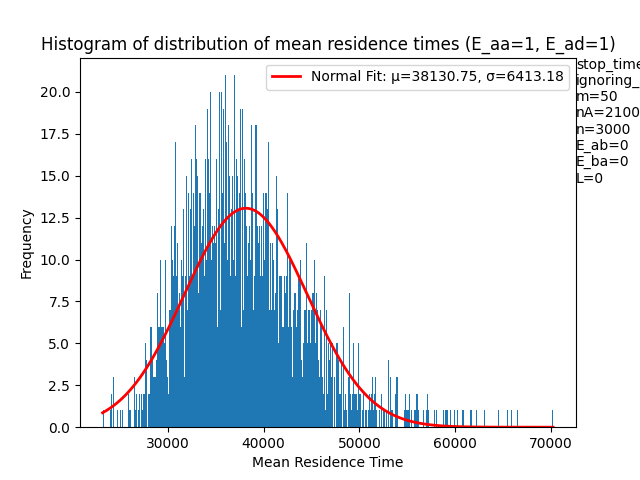 Histogram of distribution of mean residence times (E_aa=1, E_ad=1)
Normal Fit: μ=38130.75, σ=6413.18
stop_time
ignoring_
m=50
nA=2100
n=3000
E_ab=0
E_ba=0
L=0
20.0
17.5
15.0
12.5
10.0
7.5
5.0
2.5
0.0
Frequency
30000 40000 50000 60000 70000
Mean Residence Time